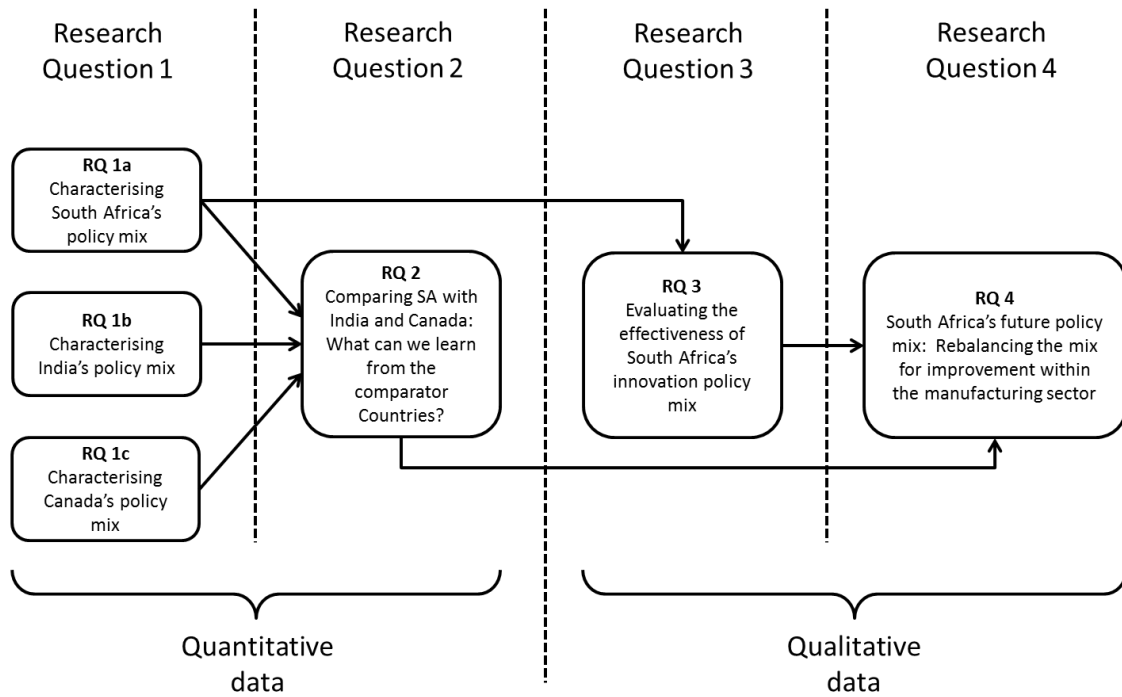 Research
Question 1
Research
Question 2
Research
Question 3
Research
Question 4
RQ 1a
Characterising
South Africa's
policy mix
RQ 1b
Characterising
India's policy mix
RQ 1c
Characterising
Canada's policy
mix
RQ 2
Comparing SA with
India and Canada:
What can we learn
from the
comparator
Countries?
RQ 3
Evaluating the
effectiveness of
South Africa's
innovation policy
mix
RQ 4
South Africa's future policy
mix: Rebalancing the mix
for improvement within
the manufacturing sector
Quantitative
data
Qualitative
data